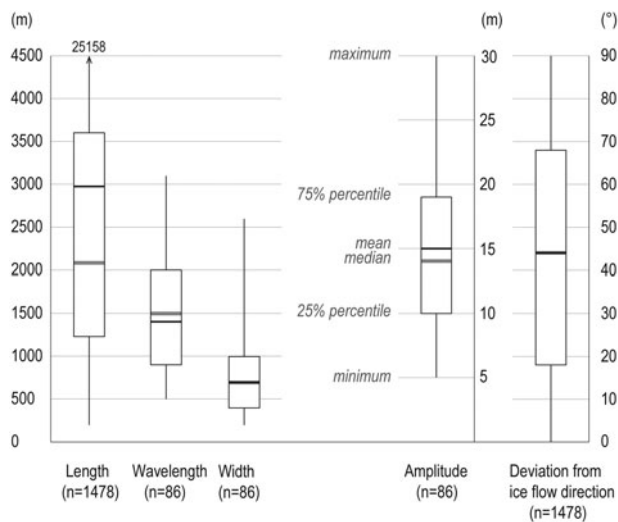 (m) (m) (°)
25158
4500 maximum 30 90
4000 25 80
3500 70
3000 75% percentile 20 60
2500 50
2000 mean 15 40
median
1500 25% percentile 10 30
1000 20
500 minimum 5 10
0 0
Length Wavelength Width Amplitude Deviation from
(n=1478) (n=86) (n=86) (n=86) ice flow direction
(n=1478)